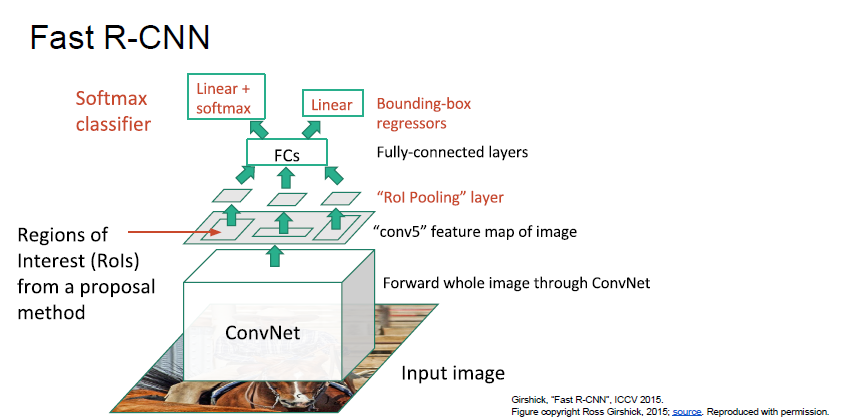 Fast R-CNN
Softmax
classifier
Linear +
softmax
Linear
Bounding-box
regressors
FCs
Fully-connected layers
“RoI Pooling” layer
Regions of
Interest (RoIs)
from a proposal
method
“conv5” feature map of image
Forward whole image through ConvNet
ConvNet
Input image
Girshick, "Fast R-CNN", ICCV 2015.
Figure copyright Ross Girshick, 2015; source. Reproduced with permission.